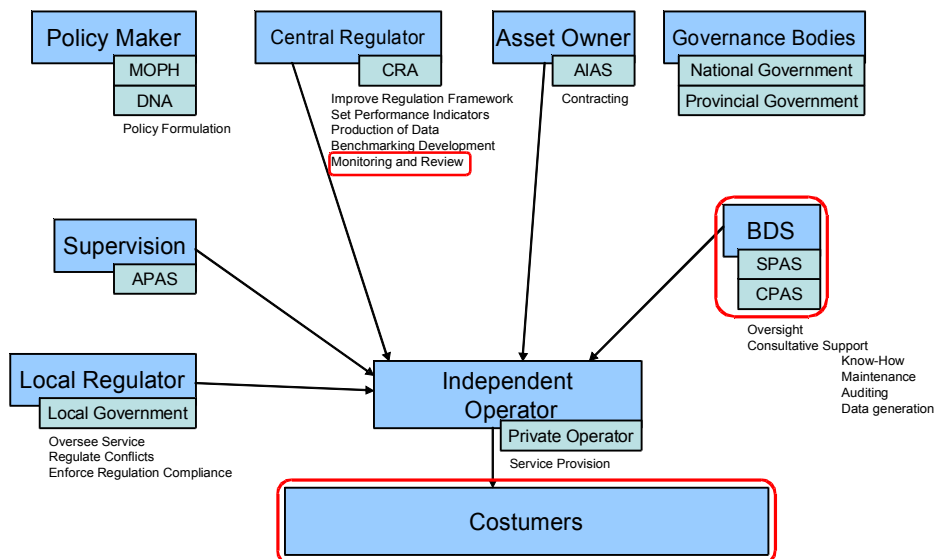 Policy Maker
MOPH
DNA
Policy Formulation
Central Regulator
CRA
Improve Regulation Framework
Set Performance Indicators
Production of Data
Benchmarking Development
Monitoring and Review
Asset Owner
AIAS
Contracting
Governance Bodies
National Government
Provincial Government
Supervision
APAS
BDS
SPAS
CPAS
Oversight
Consultative Support
Know-How
Maintenance
Auditing
Data generation
Local Regulator
Local Government
Oversee Service
Regulate Conflicts
Enforce Regulation Compliance
Independent
Operator
Private Operator
Service Provision
Costumers